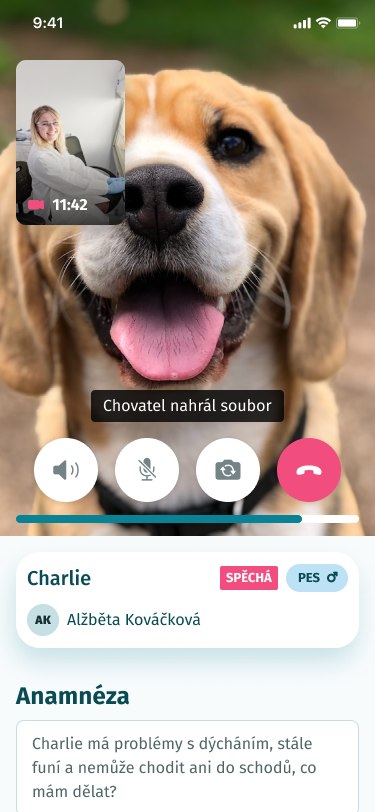 9:41
11:42
Chovatel nahrál soubor
Charlie
SPĚCHÁ
PES
AK
Alžběta Kováčková
Anamnéza
Charlie má problémy s dýcháním, stále
funí a nemůže chodit ani do schodů, co
mám dělat?